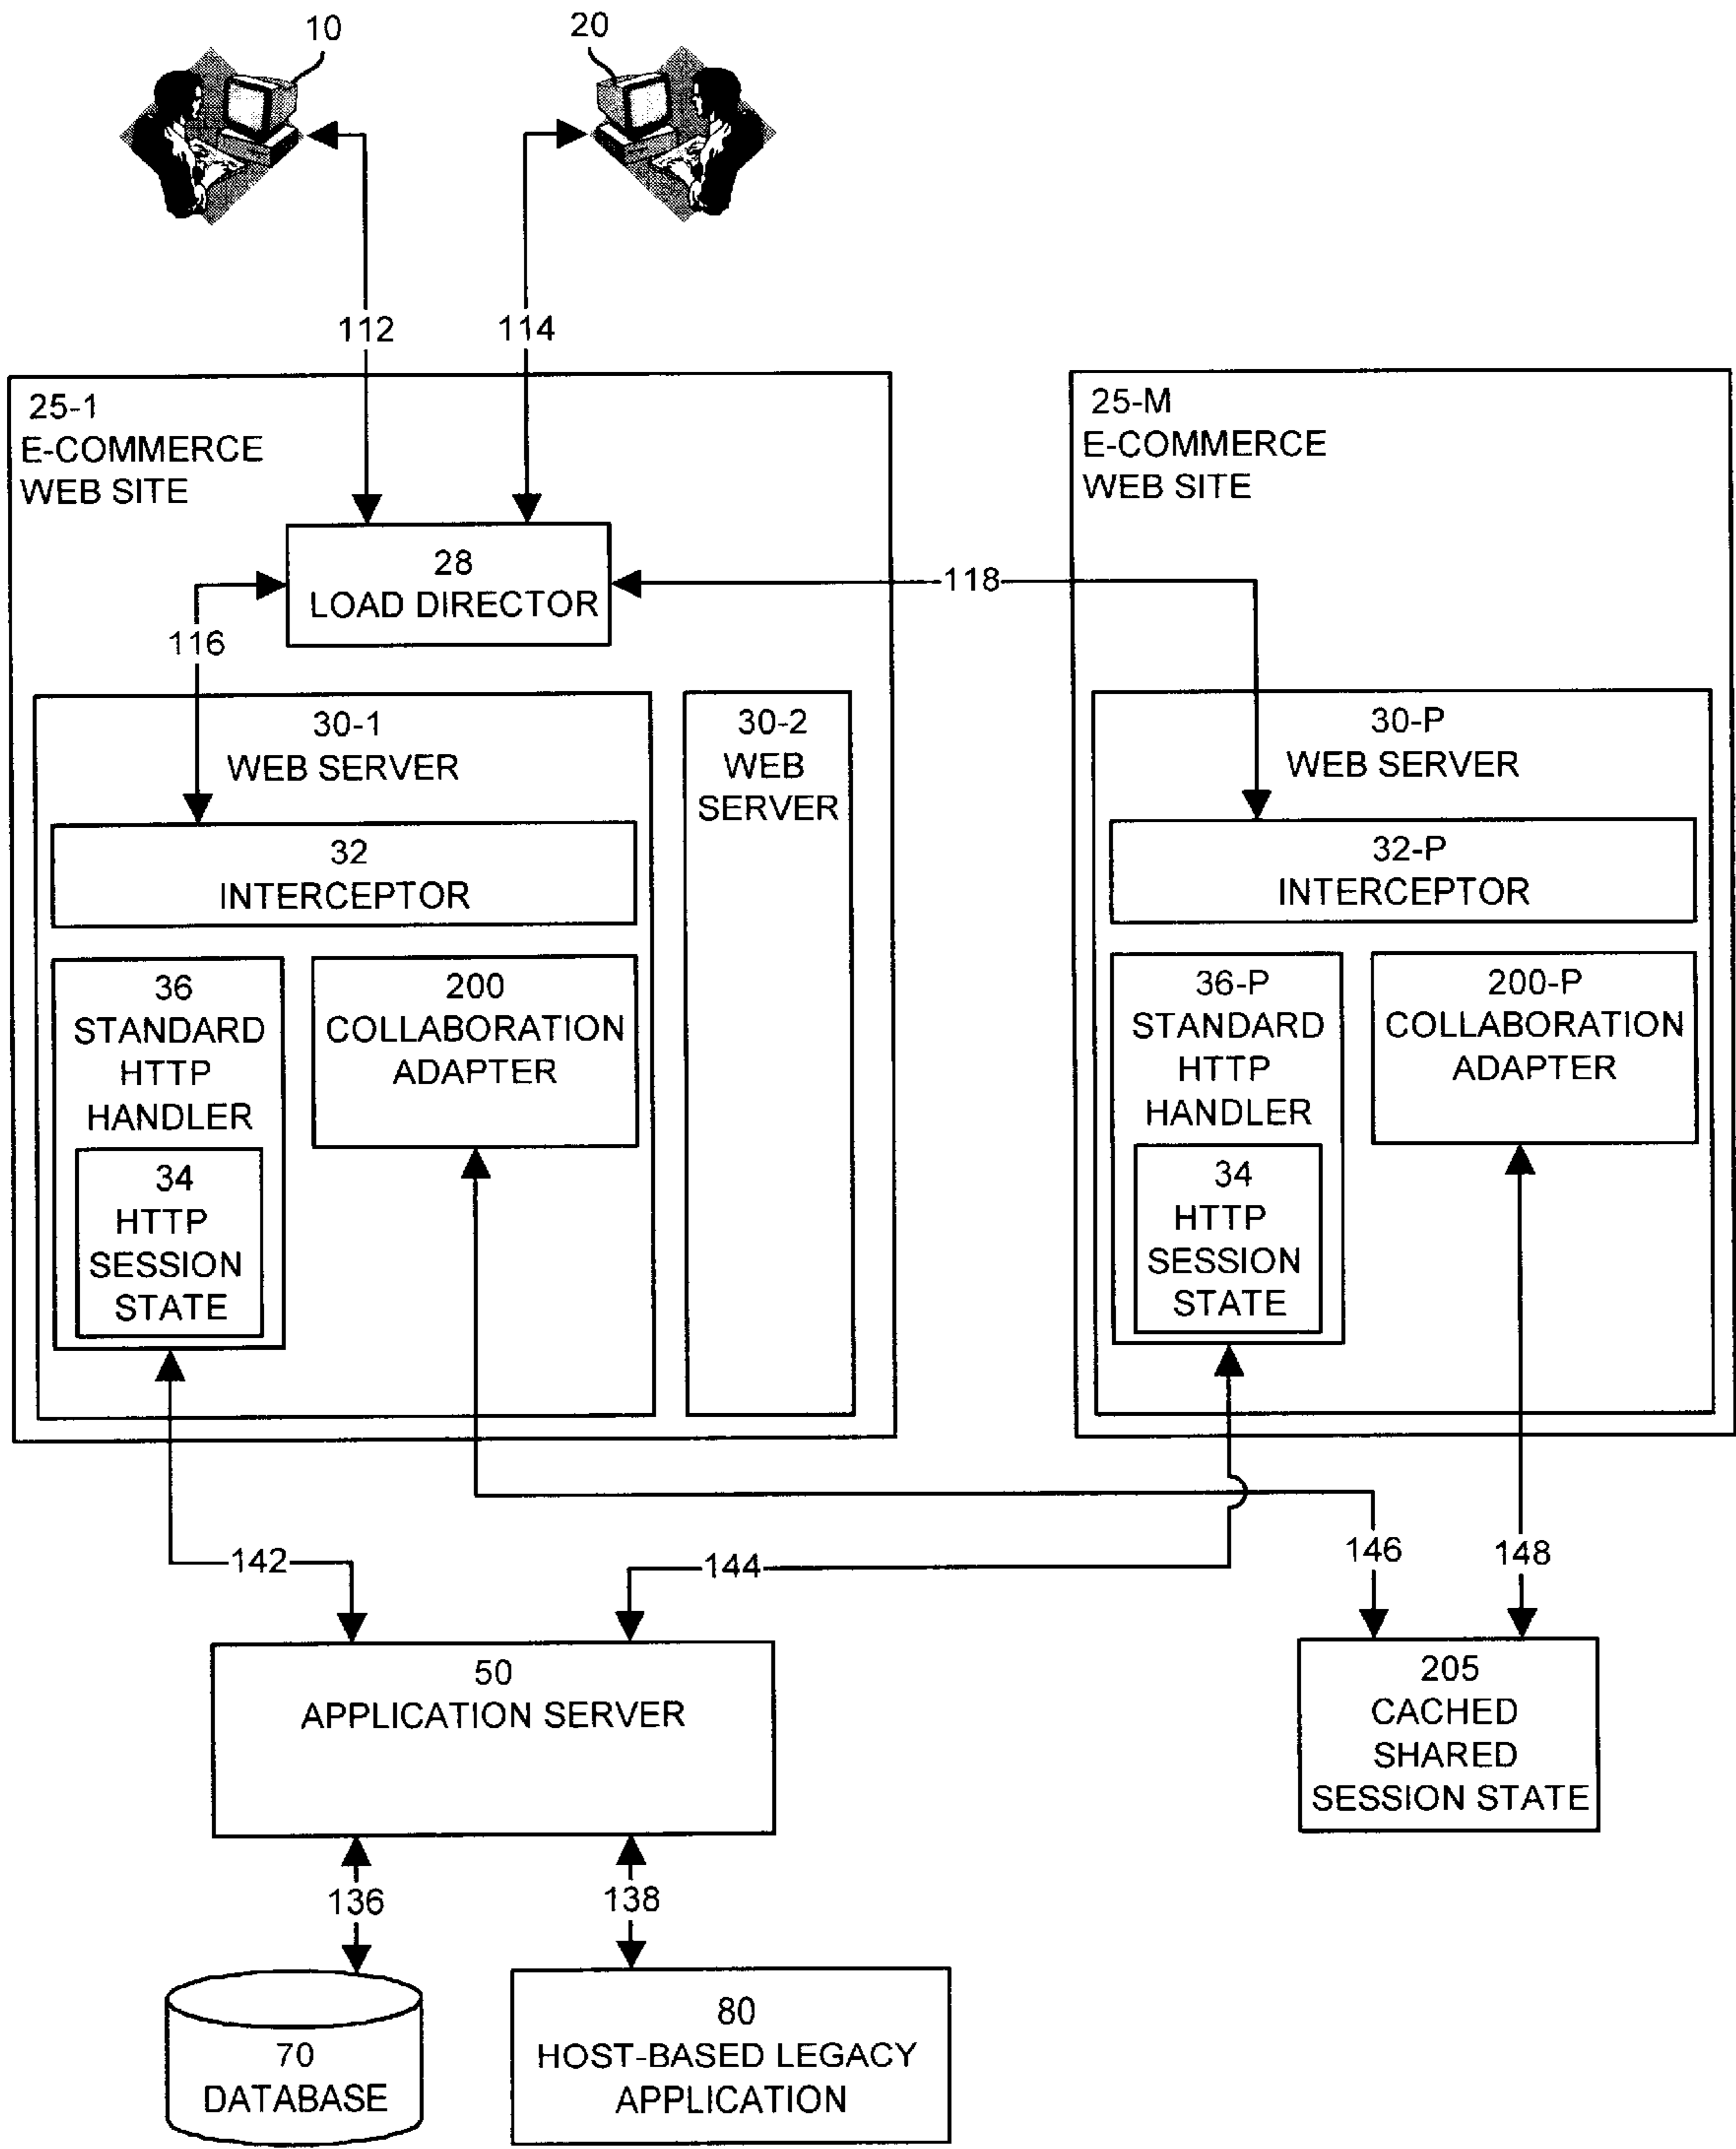 10
20
112
114
25-1
E-COMMERCE
WEB SITE
25-M
E-COMMERCE
WEB SITE
28
LOAD DIRECTOR
118
116
30-1
WEB SERVER
30-2
WEB
SERVER
30-P
WEB SERVER
32
INTERCEPTOR
32-P
INTERCEPTOR
36
STANDARD
HTTP
HANDLER
200
COLLABORATION
ADAPTER
36-P
STANDARD
HTTP
HANDLER
200-P
COLLABORATION
ADAPTER
34
HTTP
SESSION
STATE
34
HTTP
SESSION
STATE
142
144
146
148
50
APPLICATION SERVER
205
CACHED
SHARED
SESSION STATE
136
138
70
DATABASE
80
HOST-BASED LEGACY
APPLICATION